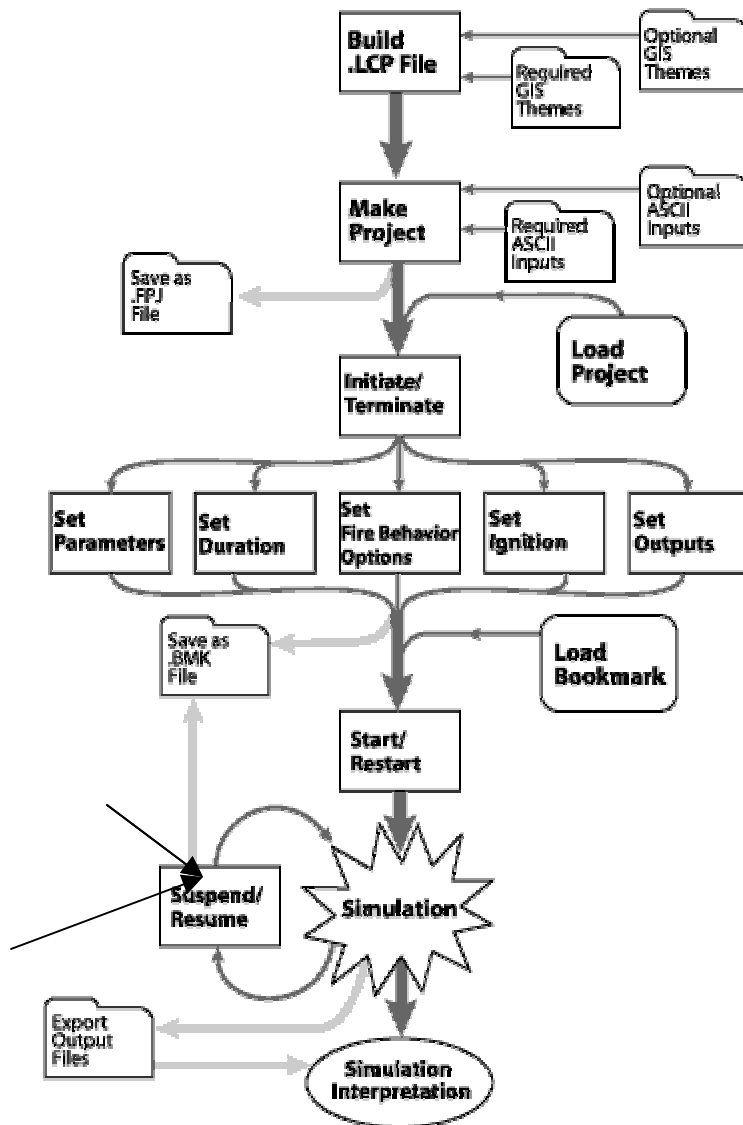 Build
.LCP File
Optional
GIS
Themes
Required
GIS
Themes
Make
Project
Optional
ASCII
Inputs
Required
ASCII
Inputs
Save as
.FPJ
File
Load
Project
Initiate/
Terminate
Set
Parameters
Set
Duration
Set
Fire Behavior
Options
Set
Ignition
Set
Outputs
Save as
.BMK
File
Load
Bookmark
Start/
Restart
Suspend/
Resume
Simulation
Export
Output
Files
Simulation
Interpretation